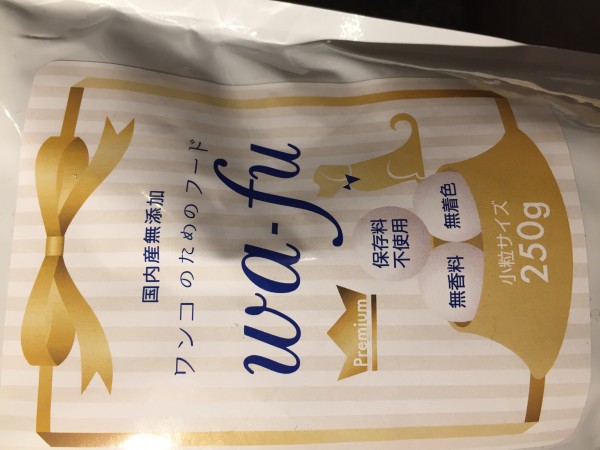 国内産無添加
ワンコのためのフード
wa-fu
Premium
保存料
不使用
無香料
無着色
小粒サイズ
250g